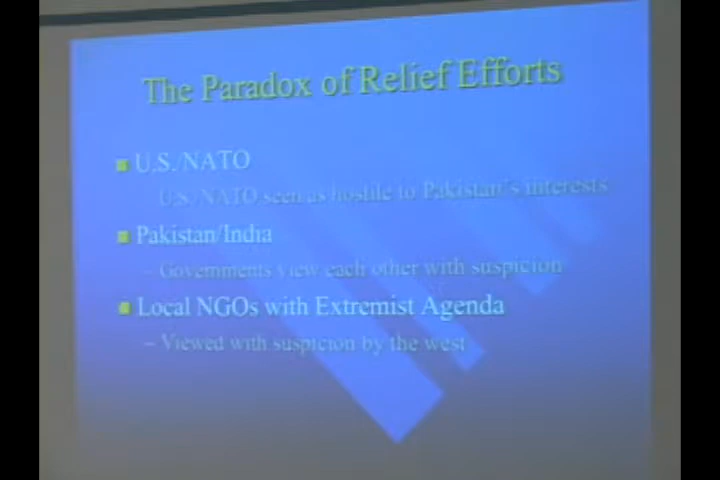 The Paradox of Relief Efforts
U.S./NATO
U.S./NATO seen as hostile to Pakistan's interests
Pakistan/India
– Governments view each other with suspicion
Local NGOs with Extremist Agenda
– Viewed with suspicion by the west